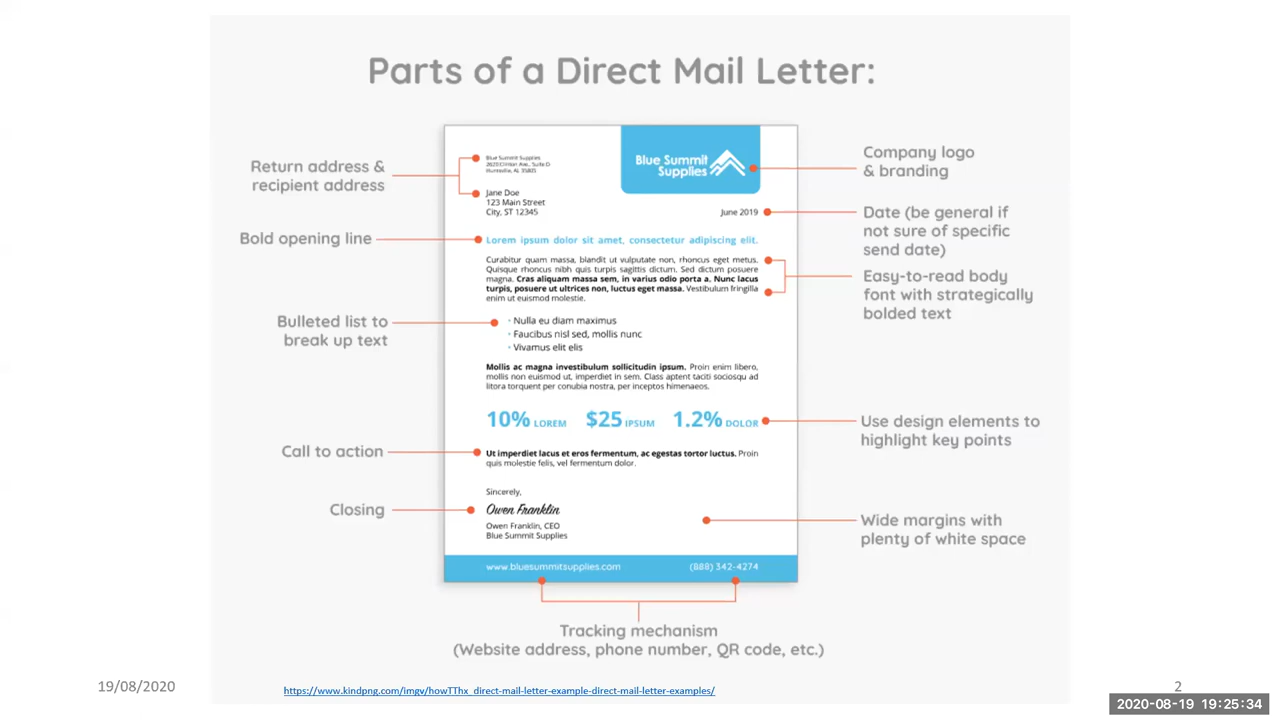 Parts of a Direct Mail Letter:
Return address &
recipient address
Bold opening line
Bulleted list to
break up text
Call to action
Closing
Blue Summit Supplies
2620 Clinton Ave., Suite D
Huntsville, AL 35805
Jane Doe
123 Main Street
City, ST 12345
Blue Summit
Supplies
June 2019
Lorem ipsum dolor sit amet, consectetur adipiscing elit.
Curabitur quam massa, blandit ut vulputate non, rhoncus eget metus.
Quisque rhoncus nibh quis turpis sagittis dictum. Sed dictum posuere
magna. Cras aliquam massa sem, in varius odio porta a. Nunc lacus
turpis, posuere ut ultrices non, luctus eget massa. Vestibulum fringilla
enim ut euismod molestie.
· Nulla eu diam maximus
· Faucibus nisl sed, mollis nunc
· Vivamus elit elis
Mollis ac magna investibulum sollicitudin ipsum. Proin enim libero,
mollis non euismod ut, imperdiet in sem. Class aptent taciti sociosqu ad
litora torquent per conubia nostra, per inceptos himenaeos.
10% LOREM $25 IPSUM 1.2% DOLOR
Ut imperdiet lacus et eros fermentum, ac egestas tortor luctus. Proin
quis molestie felis, vel fermentum dolor.
Sincerely,
Owen Franklin
Owen Franklin, CEO
Blue Summit Supplies
www.bluesummitsupplies.com (888) 342-4274
Company logo
& branding
Date (be general if
not sure of specific
send date)
Easy-to-read body
font with strategically
bolded text
Use design elements to
highlight key points
Wide margins with
plenty of white space
Tracking mechanism
(Website address, phone number, QR code, etc.)
19/08/2020
https://www.kindpng.com/imgv/howTThx_direct-mail-letter-example-direct-mail-letter-examples/
2
2020-08-19 19:25:34